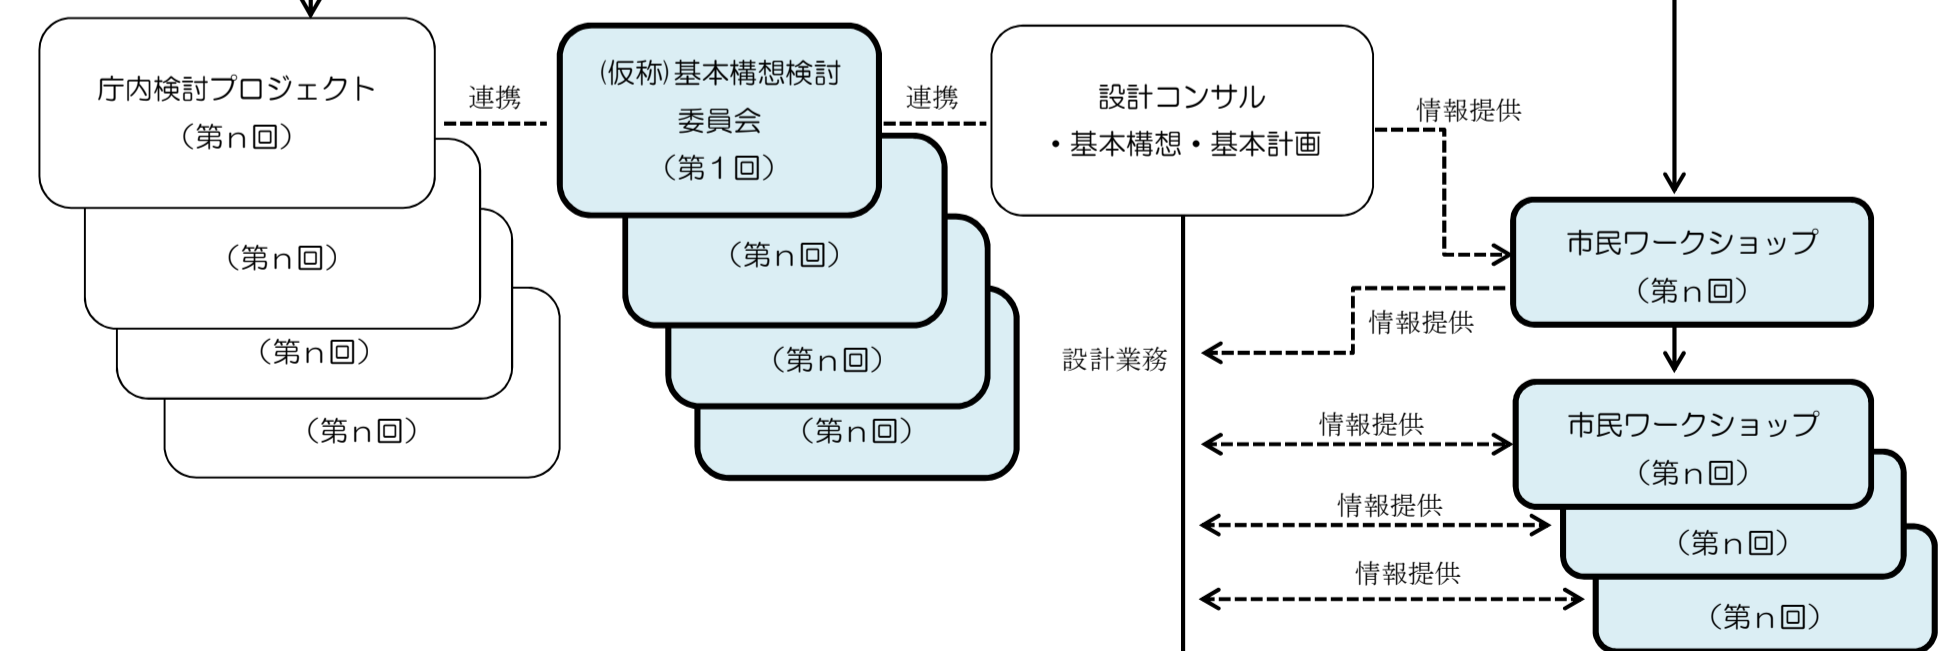 庁内検討プロジェクト
（第ｎ回）
（第ｎ回）
（第ｎ回）
（第ｎ回）
連携
(仮称)基本構想検討
委員会
（第１回）
（第ｎ回）
（第ｎ回）
（第ｎ回）
連携
設計コンサル
・基本構想・基本計画
情報提供
市民ワークショップ
（第ｎ回）
情報提供
設計業務
情報提供
市民ワークショップ
（第ｎ回）
情報提供
（第ｎ回）
情報提供
（第ｎ回）